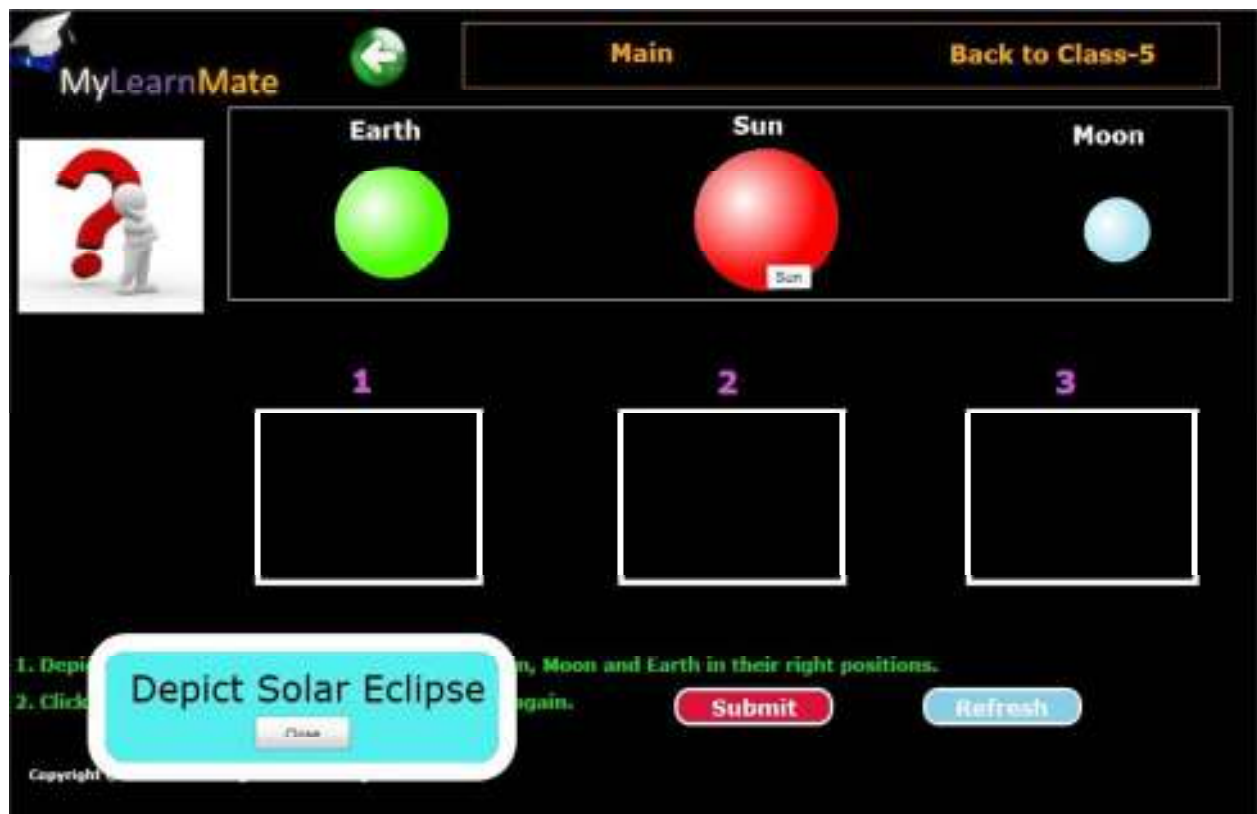 MyLearnMate
Main
Back to Class-5
Earth
Sun
Moon
Sun
1
2
3
1. Depi
n, Moon and Earth in their right positions.
2. Click
again.
Depict Solar Eclipse
Close
Submit
Refresh
Copyright